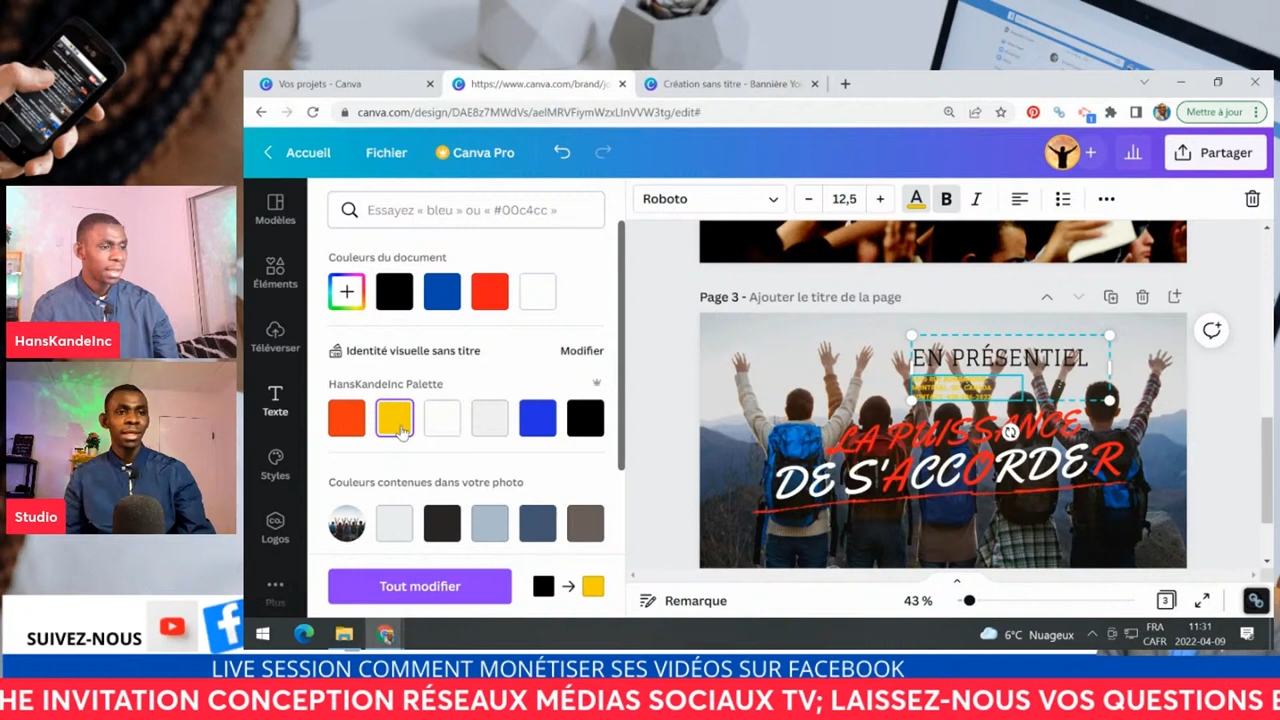 Vos projets - Canva
https://www.canva.com/brand/jo
Création sans titre - Bannière Yo
canva.com/design/DAE8z7MWdVs/aelMRVFiymWzxLlnVVW3tg/edit#
Mettre à jour
Accueil
Fichier
Canva Pro
Partager
Modèles
Éléments
Téléverser
Texte
Styles
CO.
Logos
Plus
Essayez « bleu » ou « #00c4cc »
Couleurs du document
Identité visuelle sans titre
Modifier
HansKandeInc Palette
Couleurs contenues dans votre photo
Tout modifier
Roboto
12,5
A
B
I
Page 3 - Ajouter le titre de la page
EN PRÉSENTIEL
LA PUISSANCE
DE S'ACCORDER
Remarque
43 %
3
6°C Nuageux
FRA
CAFR
11:31
2022-04-09
HansKandeInc
Studio
SUIVEZ-NOUS
LIVE SESSION COMMENT MONÉTISER SES VIDÉOS SUR FACEBOOK
HE INVITATION CONCEPTION RÉSEAUX MÉDIAS SOCIAUX TV; LAISSEZ-NOUS VOS QUESTIONS E